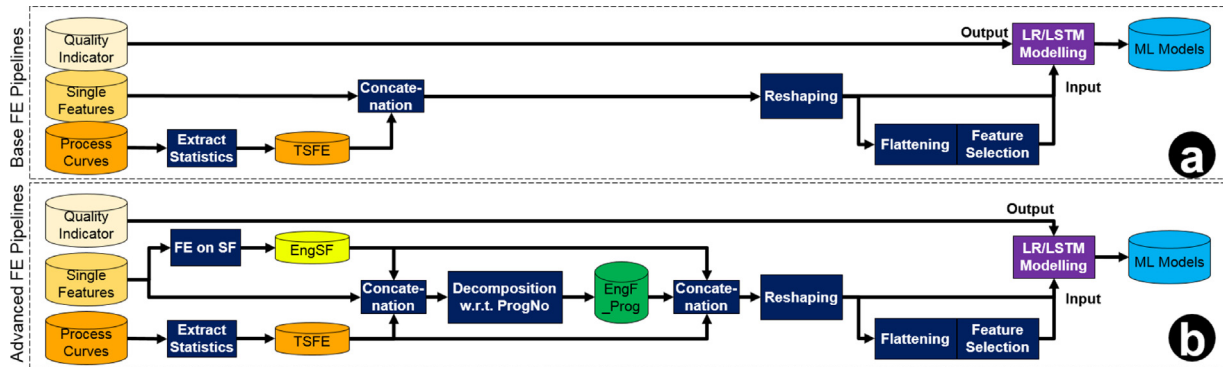 Base FE Pipelines
Quality
Indicator
Output
LR/LSTM
Modelling
ML Models
Single
Features
Concate-
nation
Reshaping
Input
Process
Curves
Extract
Statistics
TSFE
Flattening
Feature
Selection
a
Advanced FE Pipelines
Quality
Indicator
Output
FE on SF
EngSF
LR/LSTM
Modelling
ML Models
Single
Features
Concate-
nation
Decomposition
w.r.t. ProgNo
EngF
_Prog
Concate-
nation
Reshaping
Input
Process
Curves
Extract
Statistics
TSFE
Flattening
Feature
Selection
b